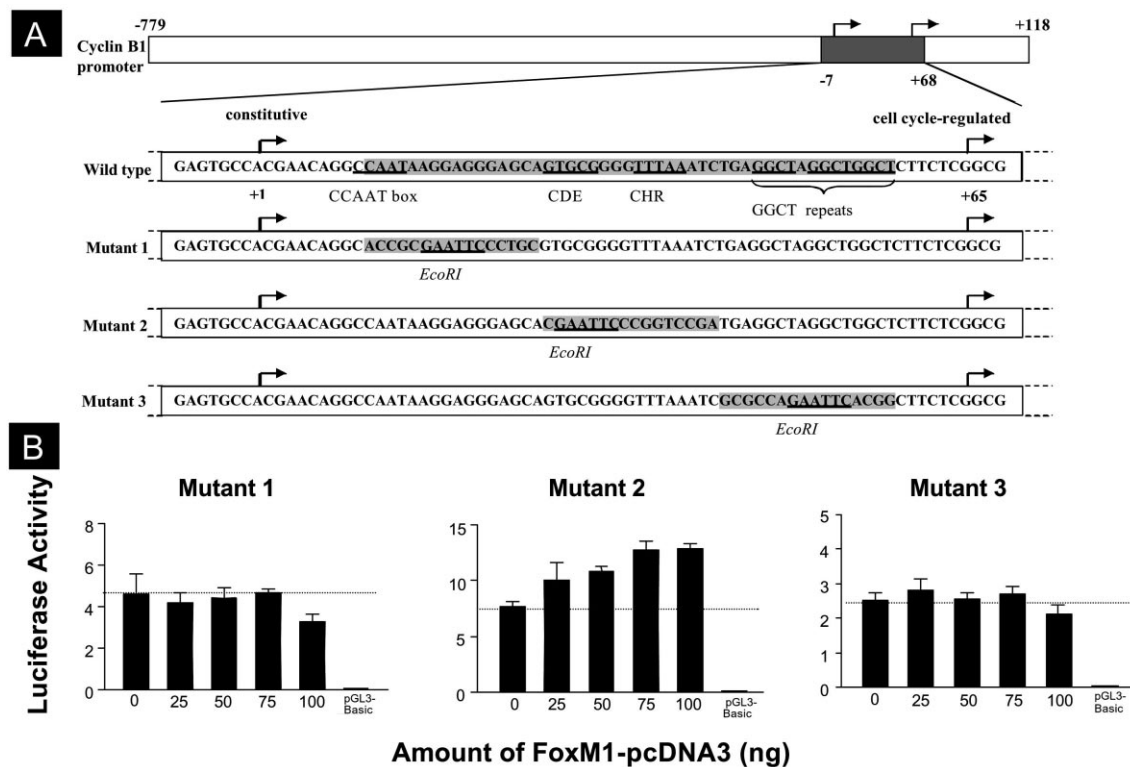 A
-779
+118
Cyclin B1
promoter
-7
+68
constitutive
cell cycle-regulated
Wild type
GAGTGCCACGAACAGGCCAATAAGGAGGGAGCAGTGCGGGGTTTAAATCTGAGGCTAGGCTGGCTCTTCTCGGCG
+1
CCAAT box
CDE
CHR
GGCT repeats
+65
Mutant 1
GAGTGCCACGAACAGGCACCGCGAATTCCCTGCGTGCGGGGTTTAAATCTGAGGCTAGGCTGGCTCTTCTCGGCG
EcoRI
Mutant 2
GAGTGCCACGAACAGGCCAATAAGGAGGGAGCACGAATTCCCGGTCCGATGAGGCTAGGCTGGCTCTTCTCGGCG
EcoRI
Mutant 3
GAGTGCCACGAACAGGCCAATAAGGAGGGAGCAGTGCGGGGTTTAAATCGCGCCAGAATTCACGGCTTCTCGGCG
EcoRI
B
Luciferase Activity
Mutant 1
8
6
4
2
0
0 25 50 75 100 pGL3-
Basic
Mutant 2
15
10
5
0
0 25 50 75 100 pGL3-
Basic
Mutant 3
5
4
3
2
1
0
0 25 50 75 100 pGL3-
Basic
Amount of FoxM1-pcDNA3 (ng)